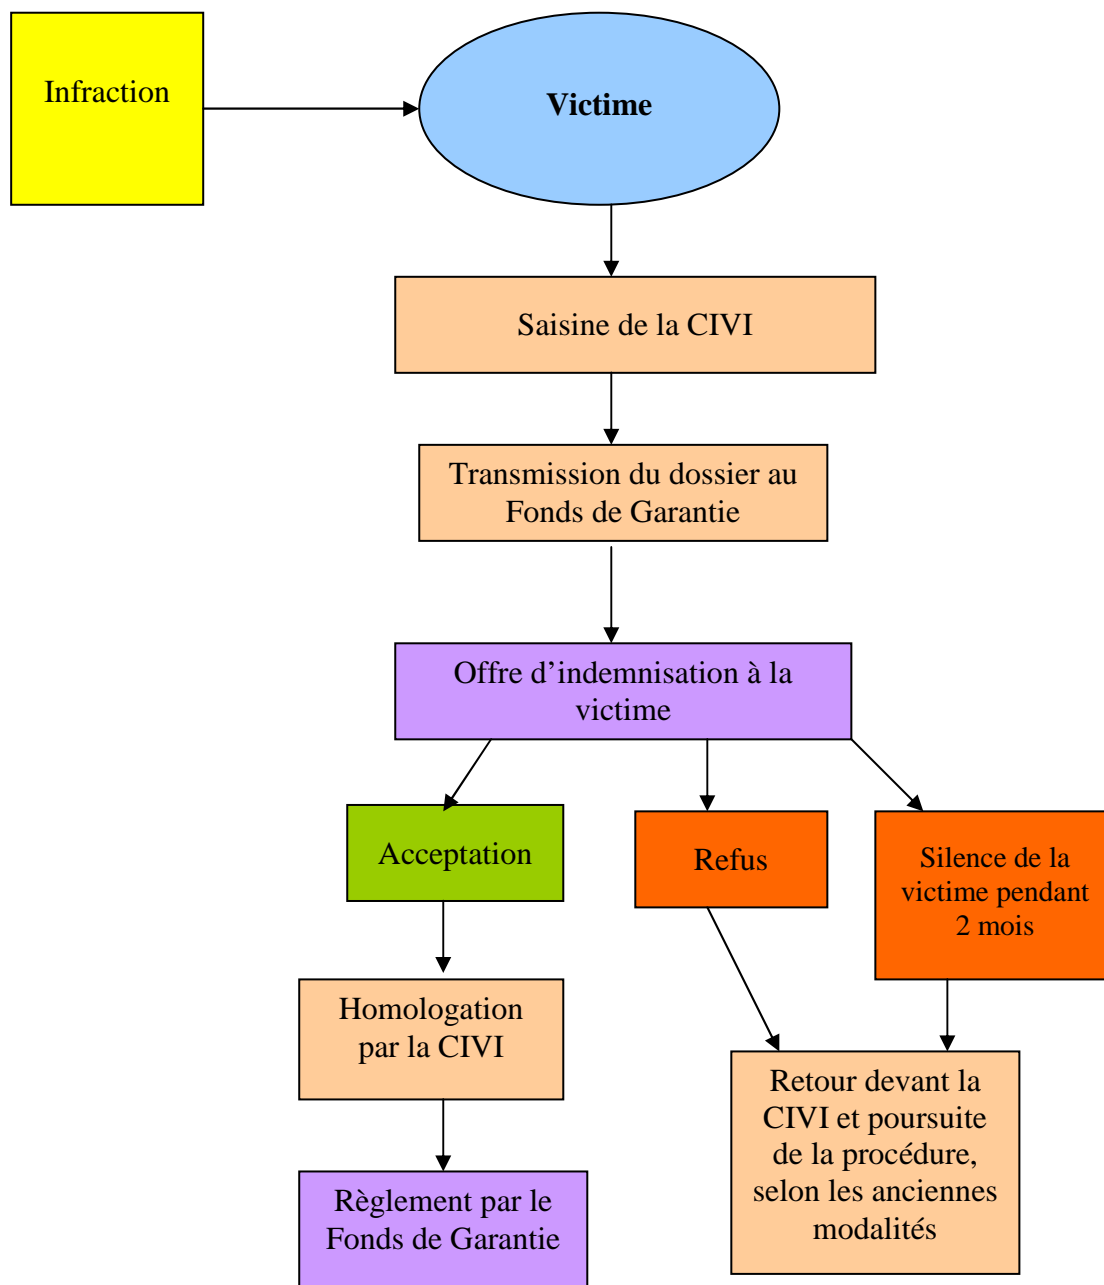 Infraction
Victime
Saisine de la CIVI
Transmission du dossier au
Fonds de Garantie
Offre d’indemnisation à la
victime
Acceptation
Refus
Silence de la
victime pendant
2 mois
Homologation
par la CIVI
Retour devant la
CIVI et poursuite
de la procédure,
selon les anciennes
modalités
Règlement par le
Fonds de Garantie